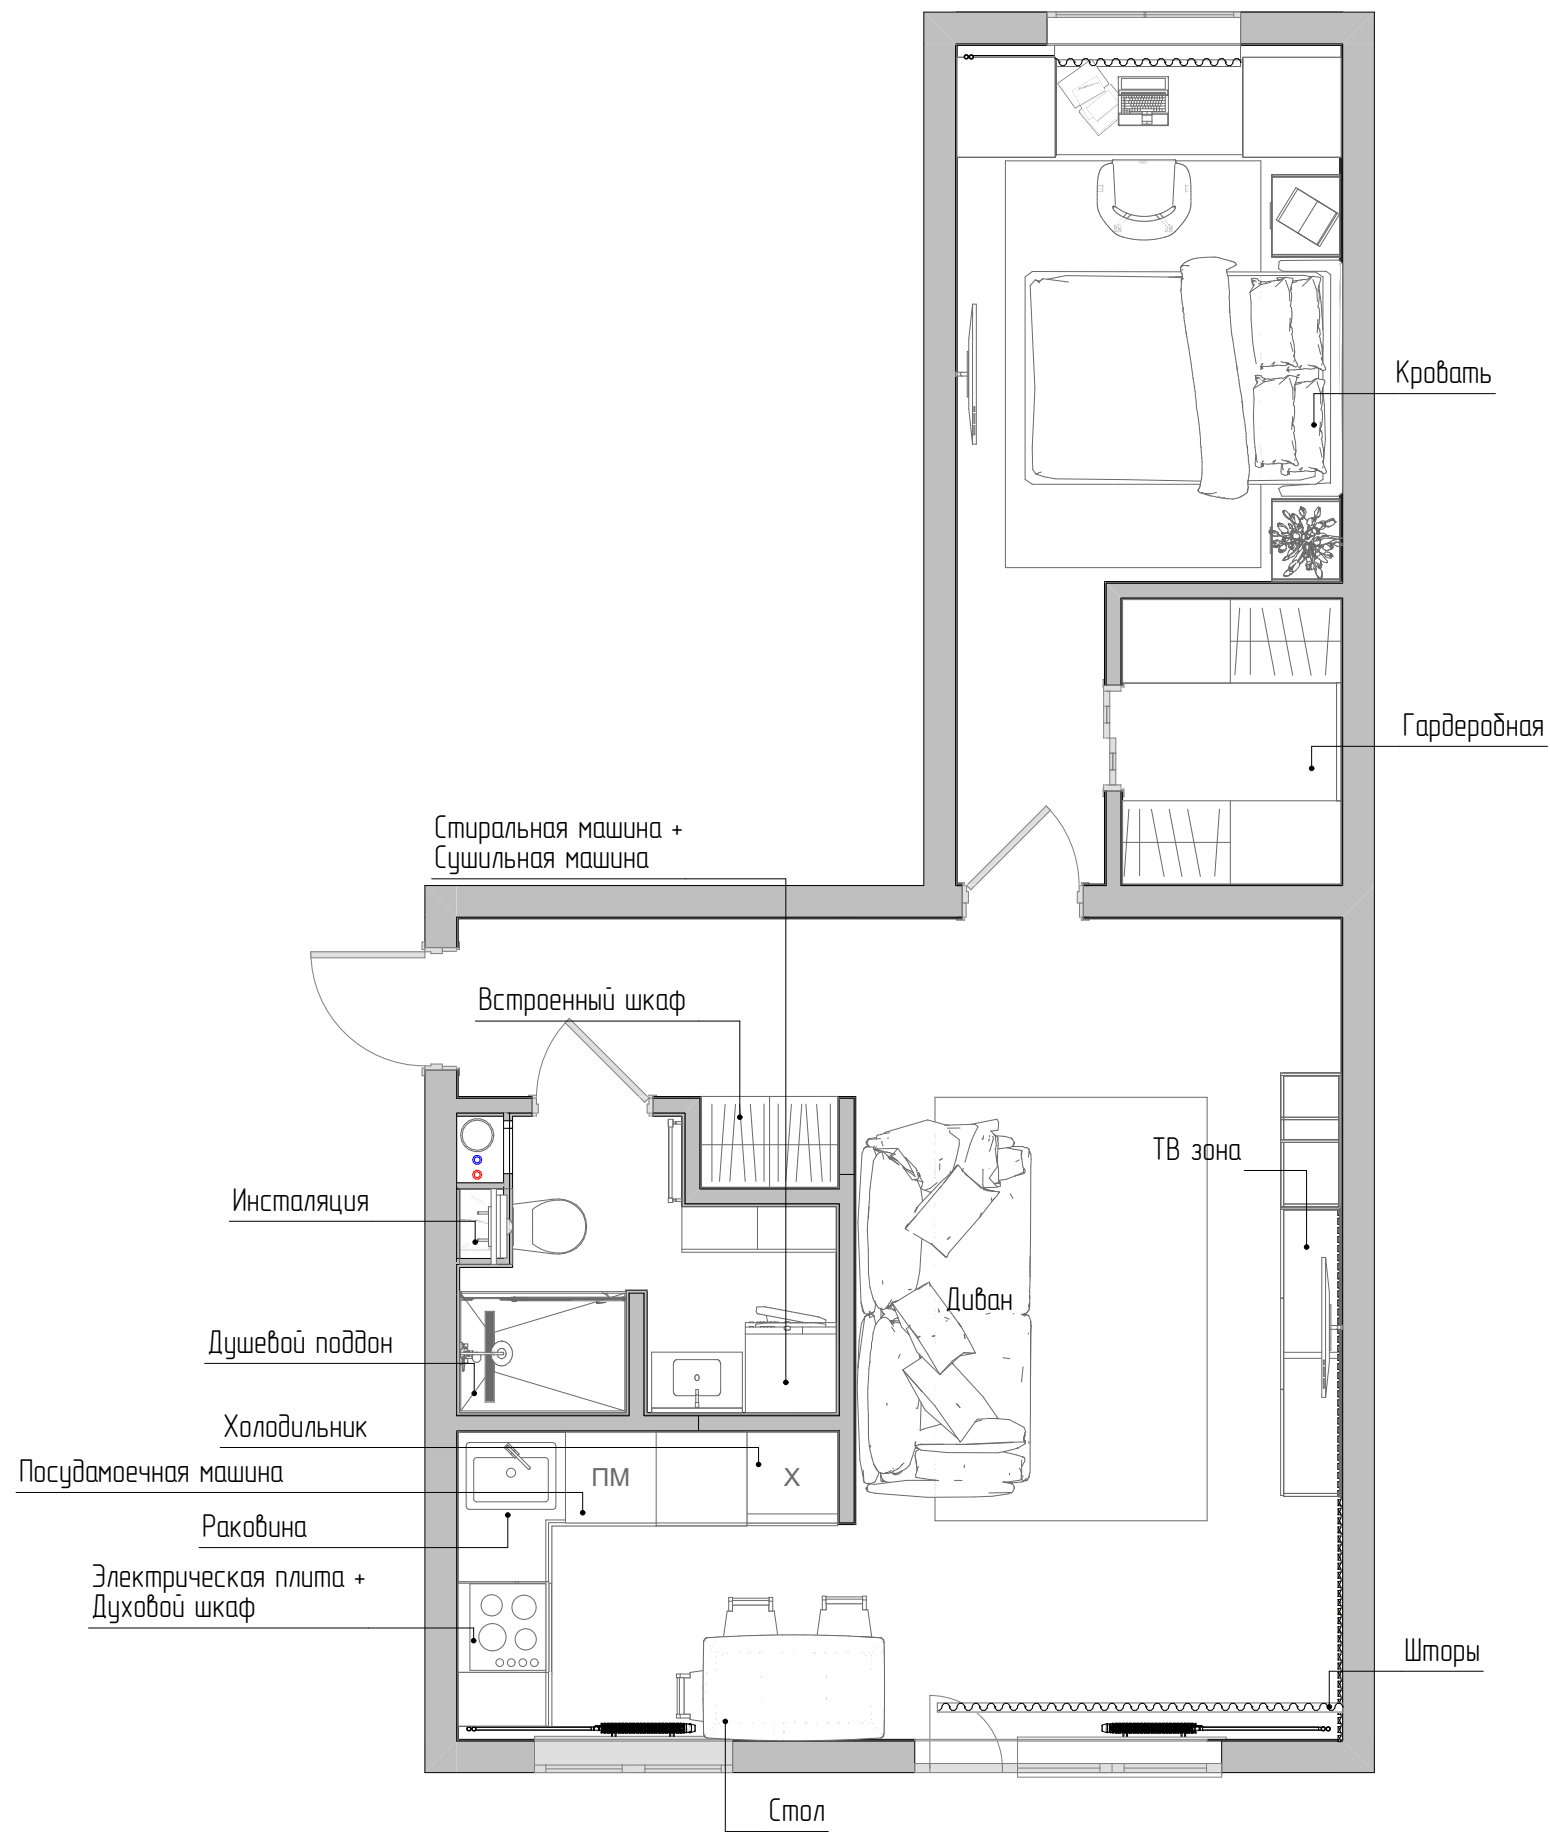 Кровать
Гардеробная
Стиральная машина +
Сушильная машина
Встроенный шкаф
ТВ зона
Инсталяция
Диван
Душевой поддон
Холодильник
Посудамоечная машина
ПМ
Х
Раковина
Электрическая плита +
Духовой шкаф
Шторы
Стол